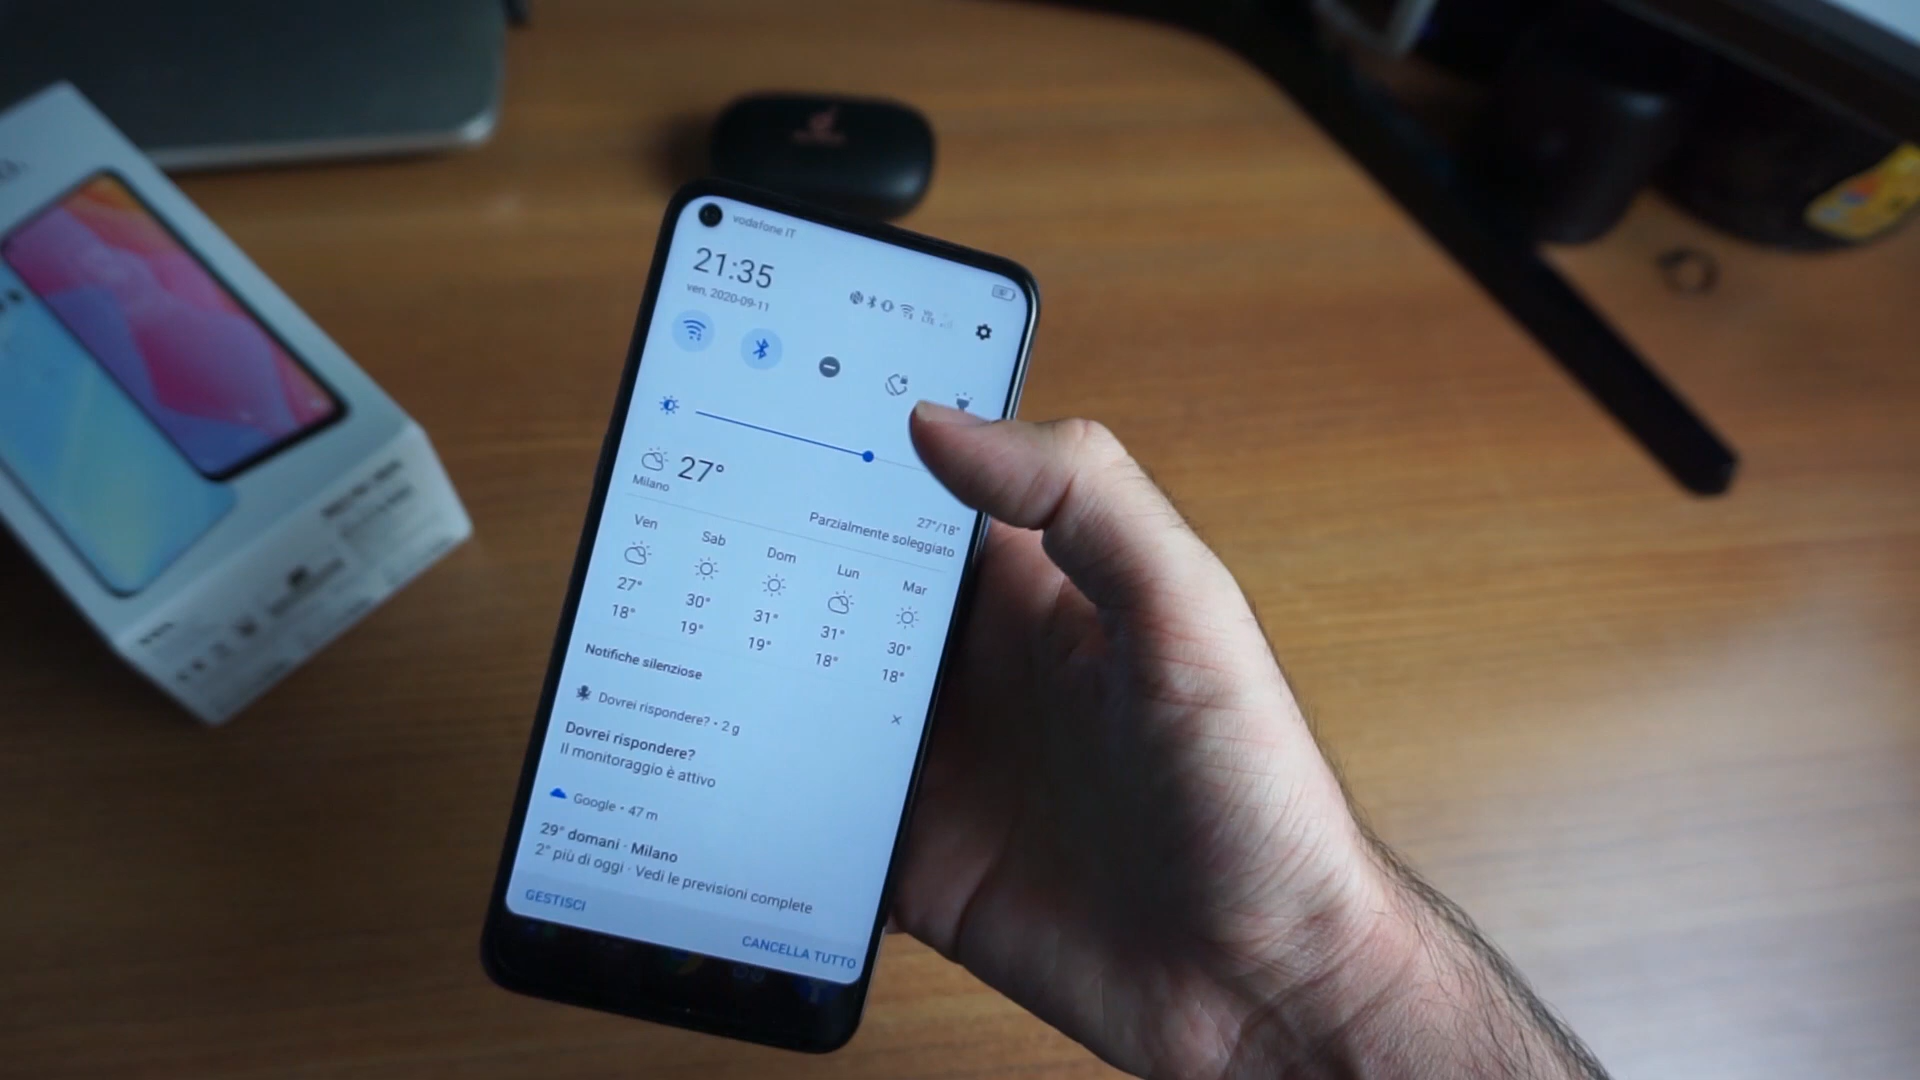 vodafone IT
21:35
ven, 2020-09-11
27°
Milano
27°/18°
Parzialmente soleggiato
Ven Sab Dom Lun Mar
27° 30° 31° 31° 30°
18° 19° 19° 18° 18°
Notifiche silenziose
Dovrei rispondere? • 2 g
Dovrei rispondere?
Il monitoraggio è attivo
Google • 47 m
29° domani · Milano
2° più di oggi · Vedi le previsioni complete
GESTISCI
CANCELLA TUTTO